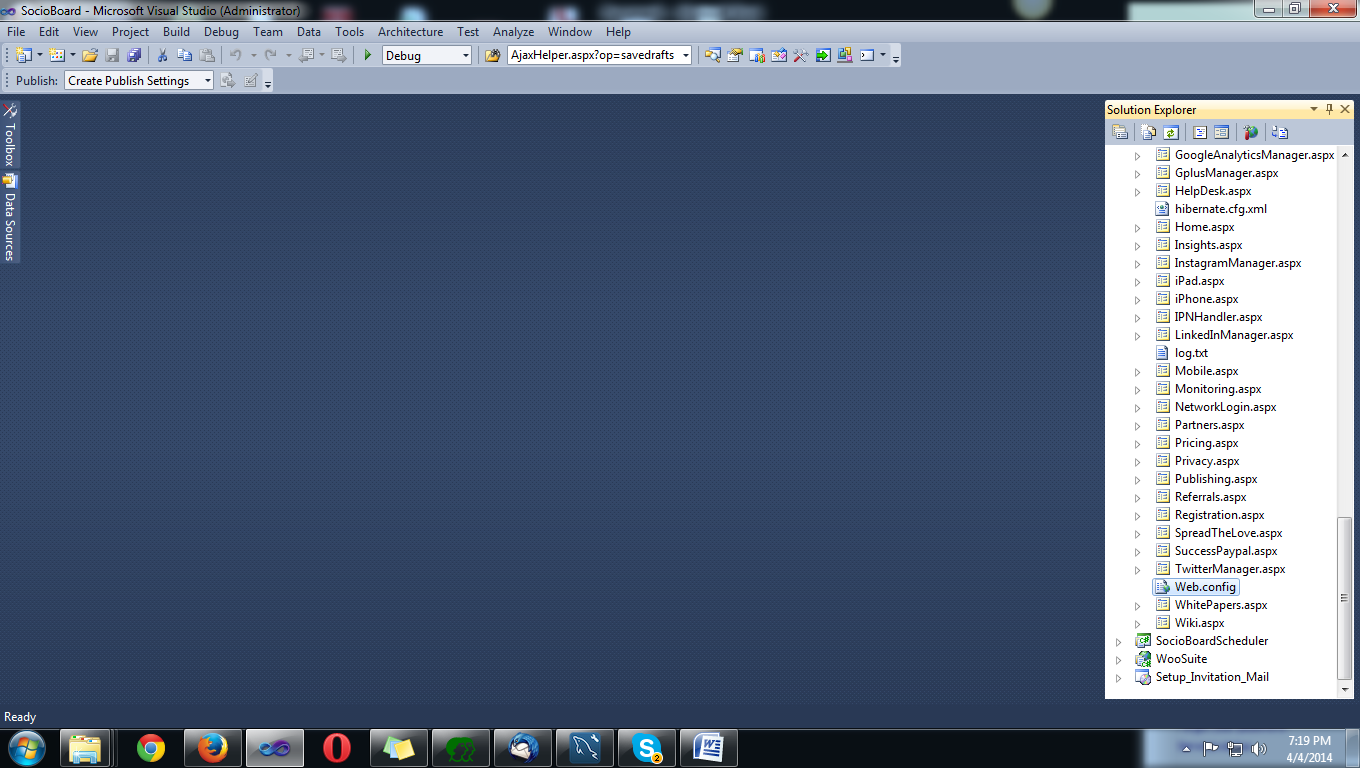 SocioBoard - Microsoft Visual Studio (Administrator)
File Edit View Project Build Debug Team Data Tools Architecture Test Analyze Window Help
Debug AjaxHelper.aspx?op=savedrafts
Publish: Create Publish Settings
Toolbox
Data Sources
Solution Explorer
GoogleAnalyticsManager.aspx
GplusManager.aspx
HelpDesk.aspx
hibernate.cfg.xml
Home.aspx
Insights.aspx
InstagramManager.aspx
iPad.aspx
iPhone.aspx
IPNHandler.aspx
LinkedInManager.aspx
log.txt
Mobile.aspx
Monitoring.aspx
NetworkLogin.aspx
Partners.aspx
Pricing.aspx
Privacy.aspx
Publishing.aspx
Referrals.aspx
Registration.aspx
SpreadTheLove.aspx
SuccessPaypal.aspx
TwitterManager.aspx
Web.config
WhitePapers.aspx
Wiki.aspx
SocioBoardScheduler
WooSuite
Setup_Invitation_Mail
Ready
7:19 PM
4/4/2014